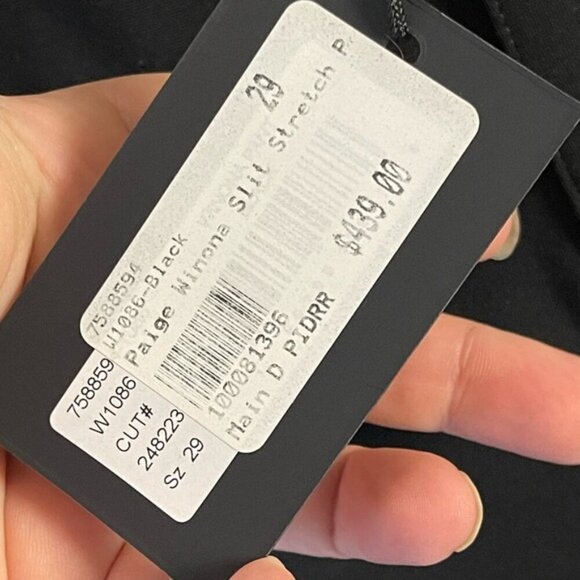 29
7588594
W1086-Black
Paige Winona Slit Stretch P
$439.00
100081396
Main D PIDRR
758859
W1086
CUT#
248223
Sz 29